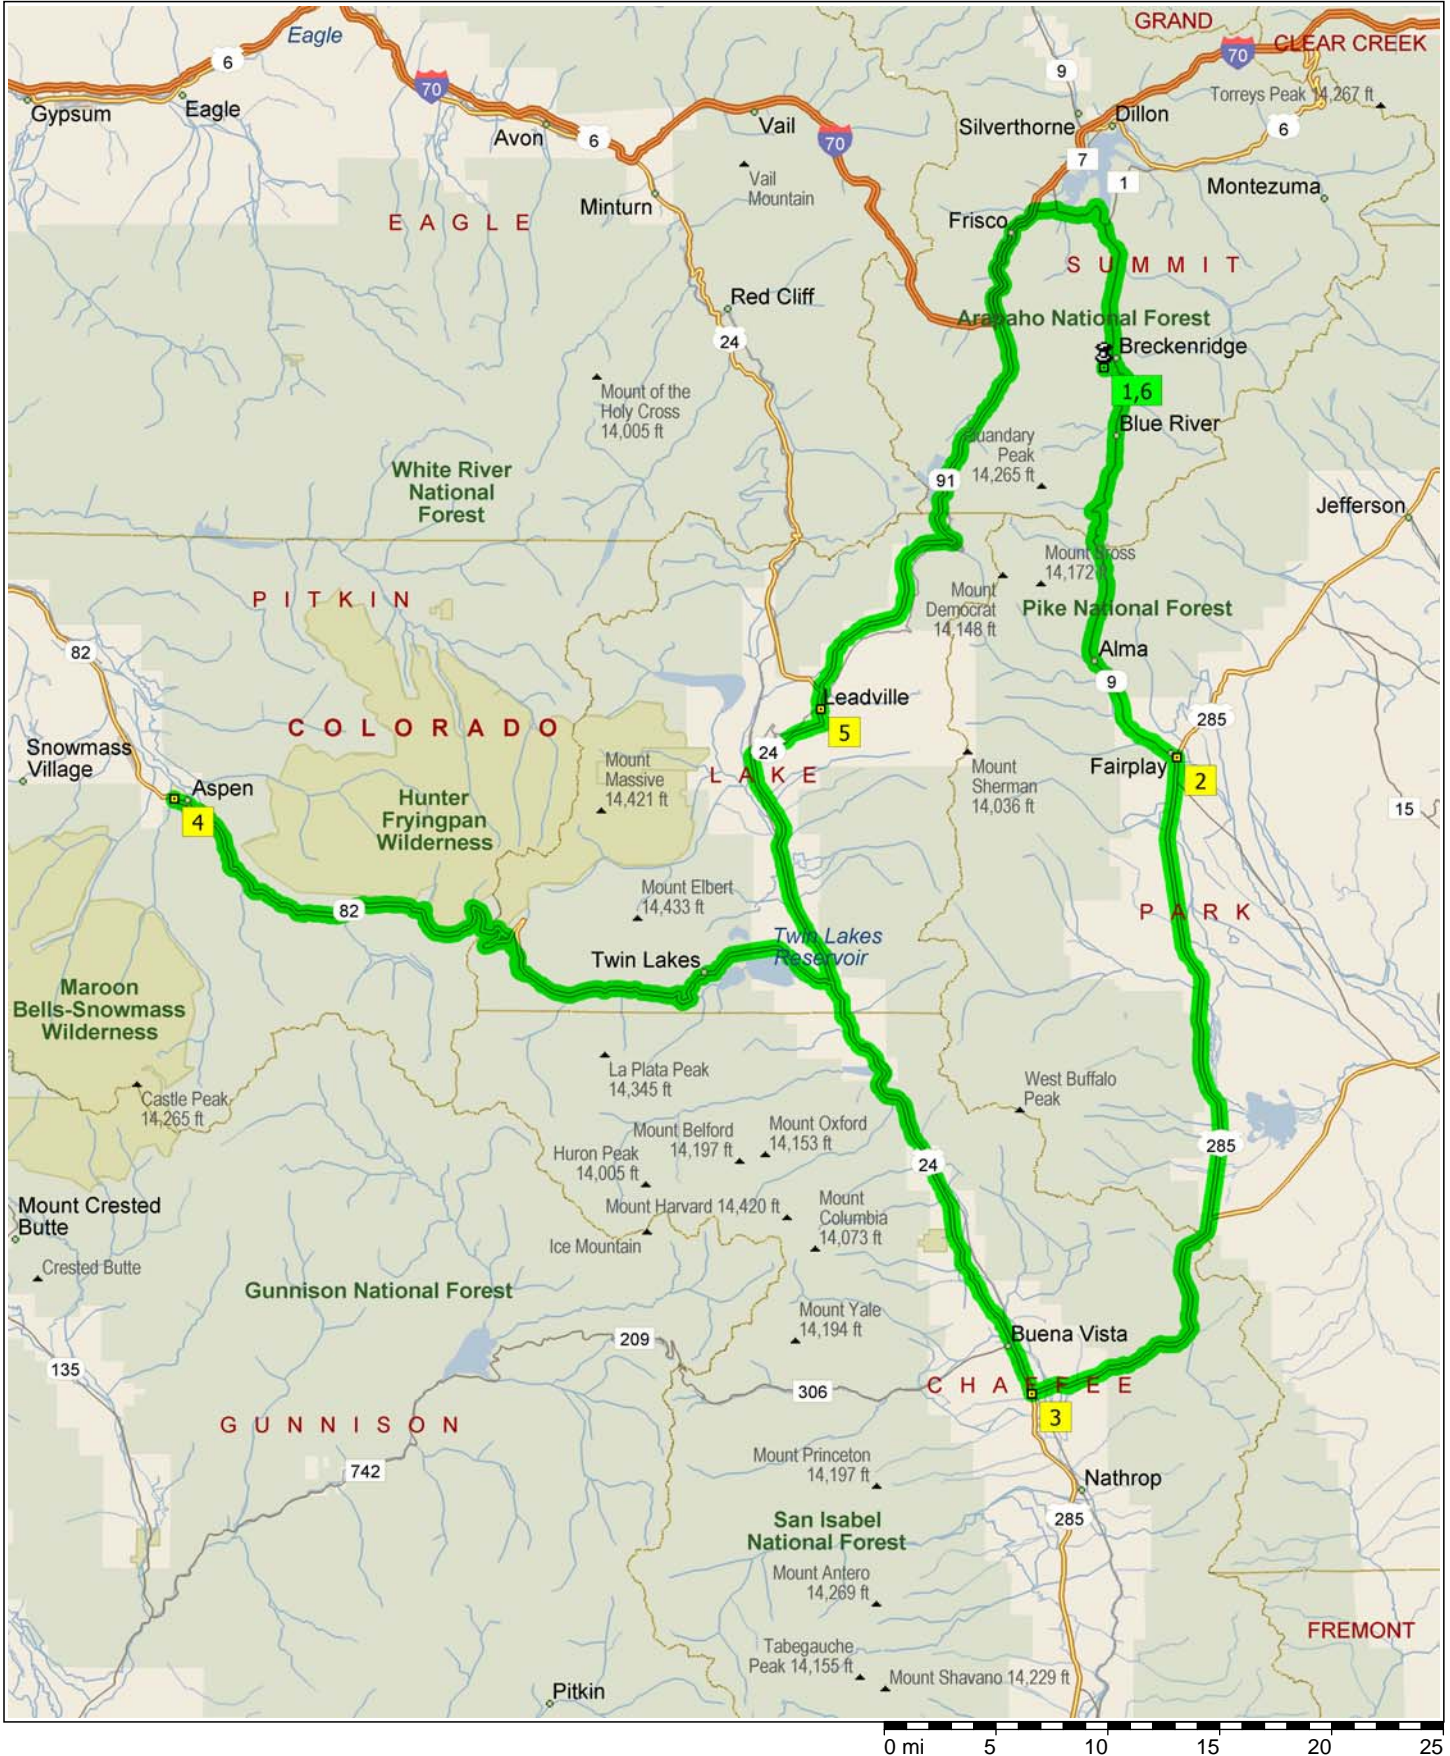 GRAND
Eagle
CLEAR CREEK
6
70
9
70
Torreys Peak 14,267 ft
Gypsum
Eagle
Dillon
Avon
6
Vail
70
Silverthorne
6
7
1
Vail
Mountain
Montezuma
Minturn
Frisco
EAGLE
SUMMIT
Red Cliff
Arapaho National Forest
24
Breckenridge
Mount of the
Holy Cross
14,005 ft
1,6
Blue River
Quandary
Peak
14,265 ft
White River
National
Forest
91
Jefferson
Mount Bross
14,172 ft
Mount
Democrat
14,148 ft
PITKIN
Pike National Forest
82
Alma
9
Leadville
285
COLORADO
5
Snowmass
Village
24
Mount
Massive
14,421 ft
LAKE
Mount
Sherman
14,036 ft
Fairplay
2
Aspen
4
Hunter
Fryingpan
Wilderness
15
Mount Elbert
14,433 ft
82
PARK
Twin Lakes
Reservoir
Twin Lakes
Maroon
Bells-Snowmass
Wilderness
La Plata Peak
14,345 ft
West Buffalo
Peak
Castle Peak
14,265 ft
Mount Belford
14,197 ft
Mount Oxford
14,153 ft
285
Huron Peak
14,005 ft
24
Mount Harvard 14,420 ft
Mount
Columbia
14,073 ft
Mount Crested
Butte
Ice Mountain
Crested Butte
Gunnison National Forest
Mount Yale
14,194 ft
209
Buena Vista
135
306
CHAFFEE
3
GUNNISON
Mount Princeton
14,197 ft
742
Nathrop
285
San Isabel
National Forest
Mount Antero
14,269 ft
FREMONT
Tabegauche
Peak 14,155 ft
Mount Shavano 14,229 ft
Pitkin
0 mi 5 10 15 20 25